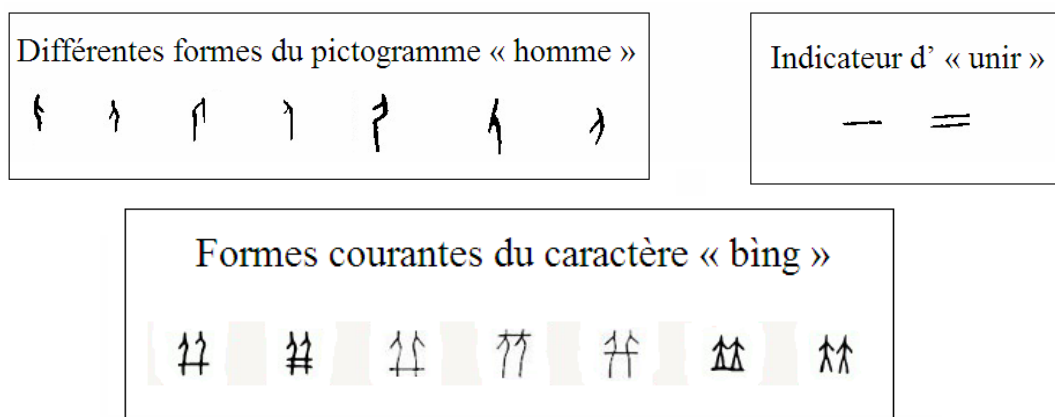 Différentes formes du pictogramme « homme »
Indicateur d’ « unir »
Formes courantes du caractère « bìng »